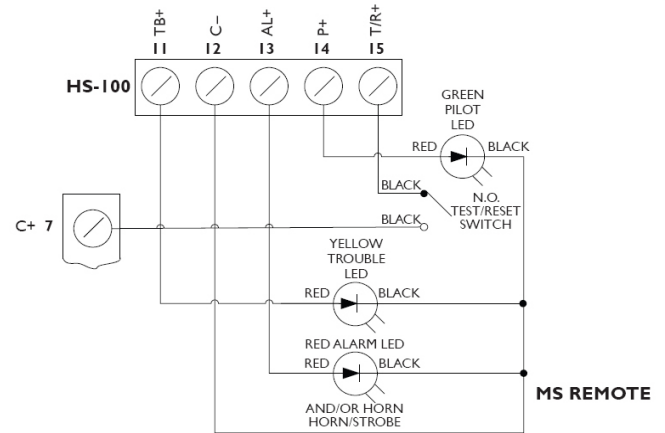 TB+
C–
AL+
P+
T/R+
11
12
13
14
15
HS-100
GREEN
PILOT
LED
RED
BLACK
BLACK
N.O.
TEST/RESET
SWITCH
C+ 7
BLACK
YELLOW
TROUBLE
LED
RED
BLACK
RED ALARM LED
RED
BLACK
MS REMOTE
AND/OR HORN
HORN/STROBE